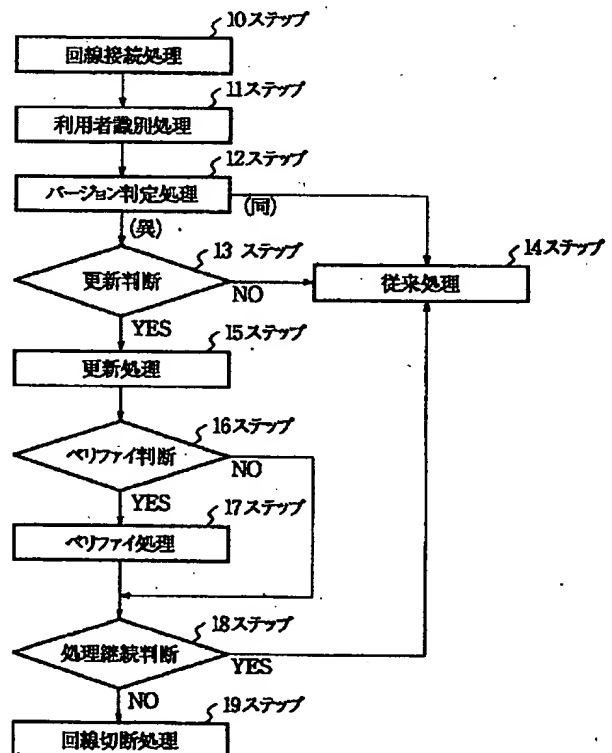 10ステップ
回線接続処理
11ステップ
利用者識別処理
12ステップ
バージョン判定処理
(同)
(異)
13 ステップ
更新判断
NO
14ステップ
従来処理
YES
15ステップ
更新処理
16ステップ
ベリファイ判断
NO
YES
17ステップ
ベリファイ処理
18ステップ
処理継続判断
YES
NO
19ステップ
回線切断処理